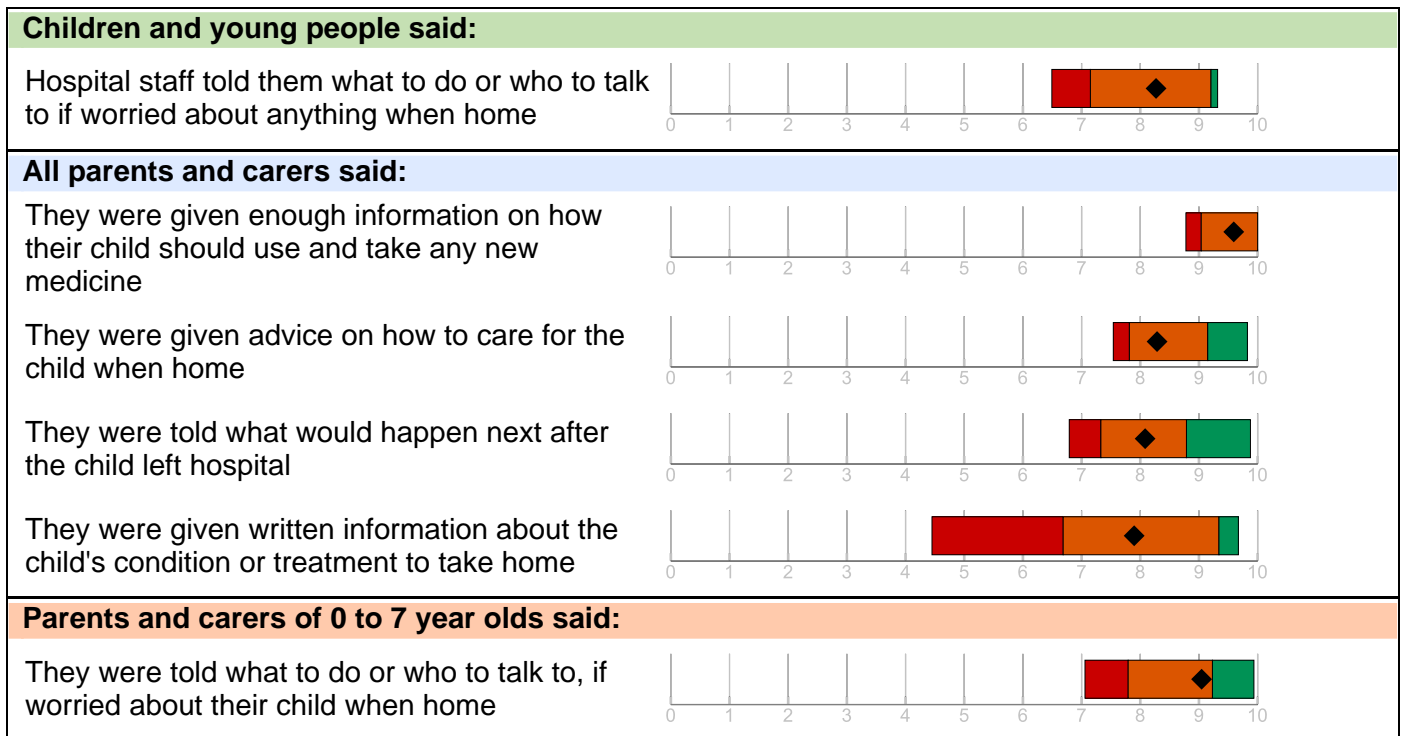 Children and young people said:
Hospital staff told them what to do or who to talk
to if worried about anything when home
0 1 2 3 4 5 6 7 8 9 10
All parents and carers said:
They were given enough information on how
their child should use and take any new
medicine
0 1 2 3 4 5 6 7 8 9 10
They were given advice on how to care for the
child when home
0 1 2 3 4 5 6 7 8 9 10
They were told what would happen next after
the child left hospital
0 1 2 3 4 5 6 7 8 9 10
They were given written information about the
child's condition or treatment to take home
0 1 2 3 4 5 6 7 8 9 10
Parents and carers of 0 to 7 year olds said:
They were told what to do or who to talk to, if
worried about their child when home
0 1 2 3 4 5 6 7 8 9 10